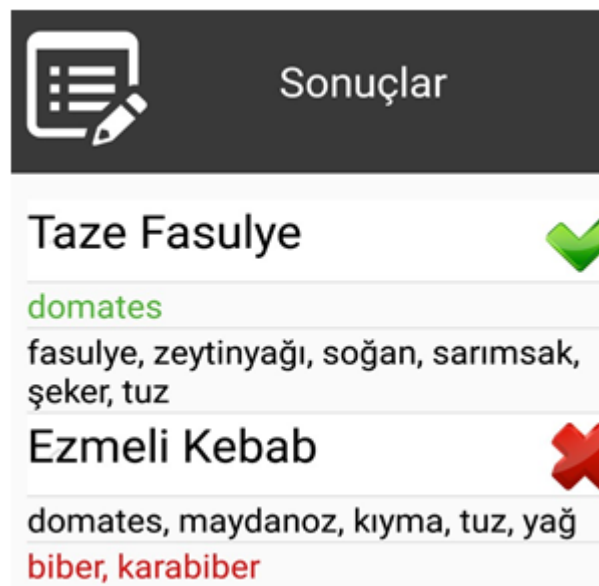 Sonuçlar
Taze Fasulye
domates
fasulye, zeytinyağı, soğan, sarımsak,
şeker, tuz
Ezmeli Kebab
domates, maydanoz, kıyma, tuz, yağ
biber, karabiber